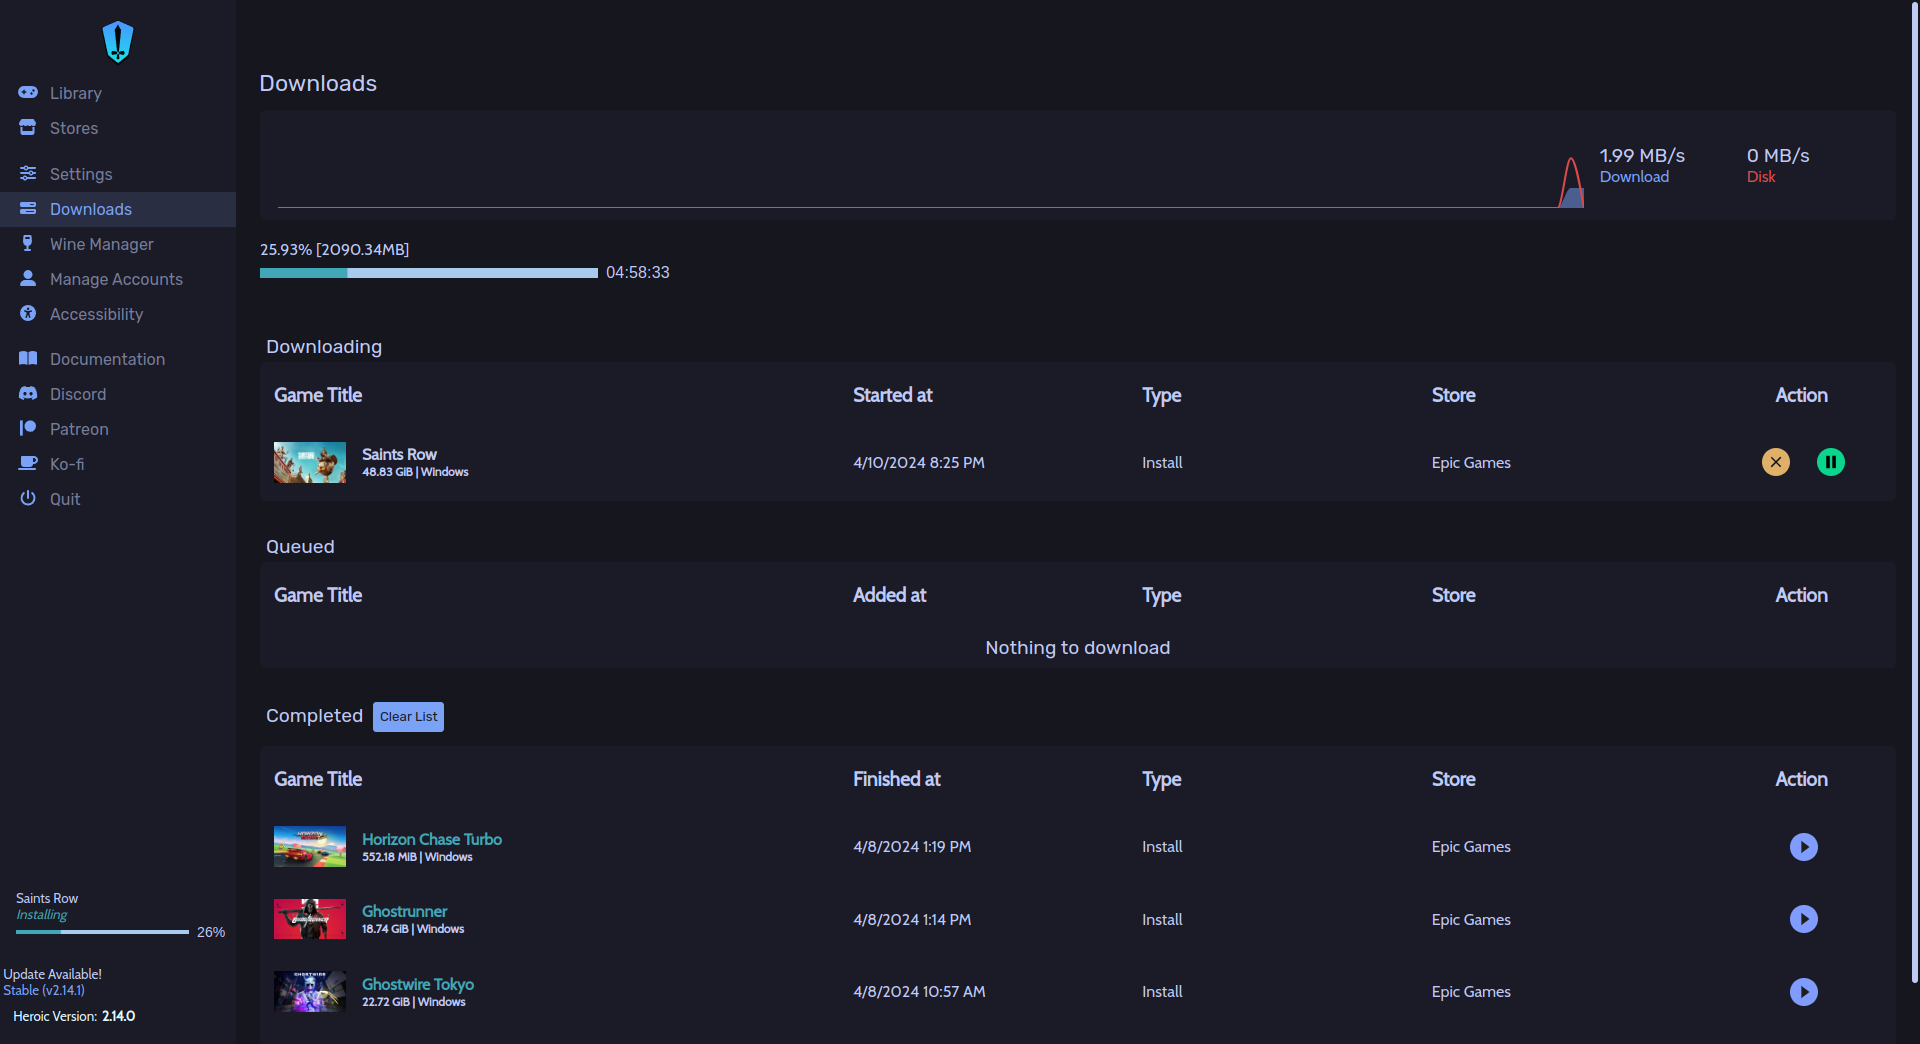 Library
Stores
Settings
Downloads
Wine Manager
Manage Accounts
Accessibility
Documentation
Discord
Patreon
Ko-fi
Quit
Saints Row
Installing
26%
Update Available!
Stable (v2.14.1)
Heroic Version: 2.14.0
Downloads
1.99 MB/s 0 MB/s
Download Disk
25.93% [2090.34MB]
04:58:33
Downloading
Game Title Started at Type Store Action
Saints Row
48.83 GiB | Windows
4/10/2024 8:25 PM Install Epic Games
Queued
Game Title Added at Type Store Action
Nothing to download
Completed Clear List
Game Title Finished at Type Store Action
Horizon Chase Turbo
552.18 MiB | Windows
4/8/2024 1:19 PM Install Epic Games
Ghostrunner
18.74 GiB | Windows
4/8/2024 1:14 PM Install Epic Games
GHOSTWIRE
Ghostwire Tokyo
22.72 GiB | Windows
4/8/2024 10:57 AM Install Epic Games